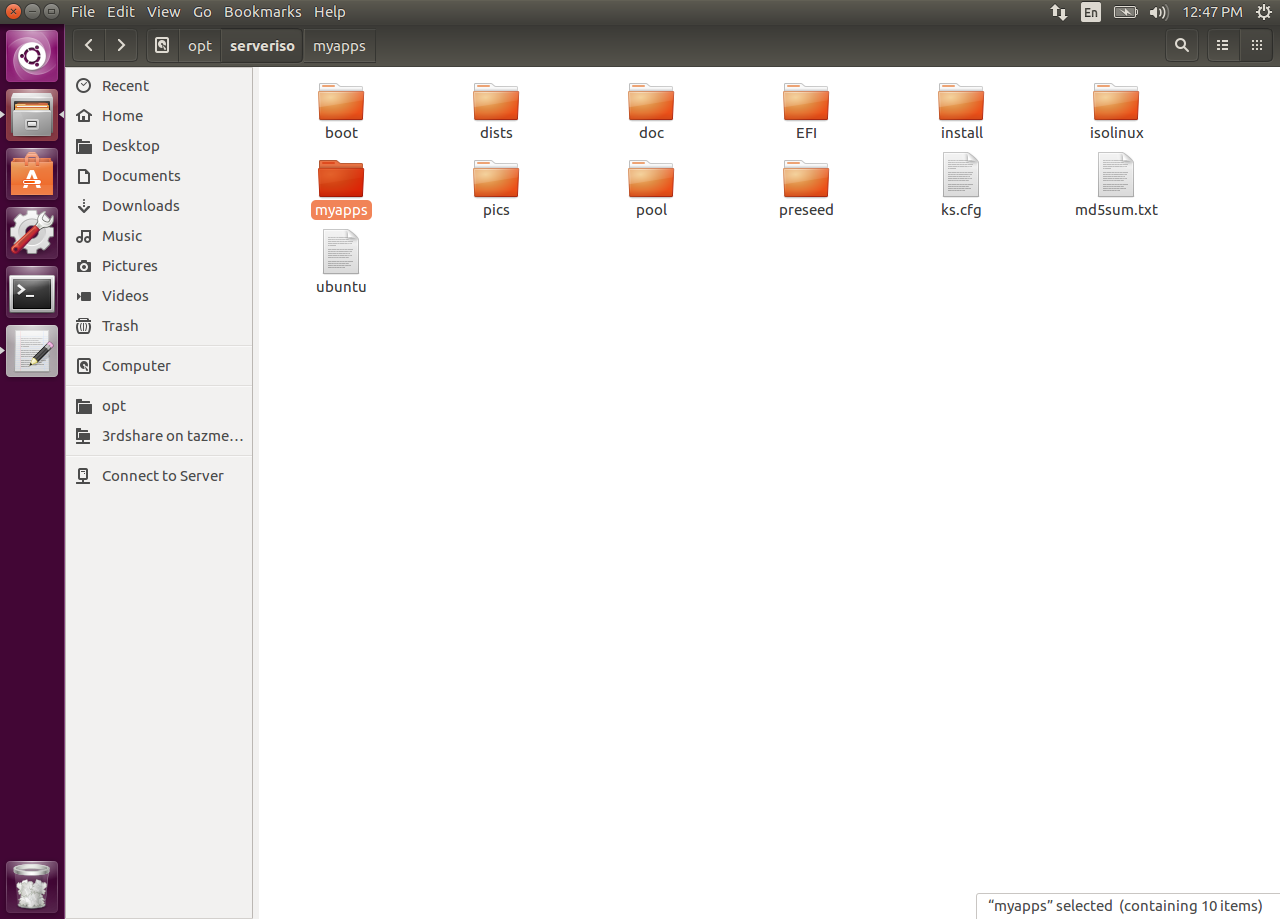 File Edit View Go Bookmarks Help
En
12:47 PM
opt serveriso myapps
Recent
Home
Desktop
Documents
Downloads
Music
Pictures
Videos
Trash
Computer
opt
3rdshare on tazme…
Connect to Server
boot dists doc EFI install isolinux
myapps pics pool preseed ks.cfg md5sum.txt
ubuntu
“myapps” selected (containing 10 items)